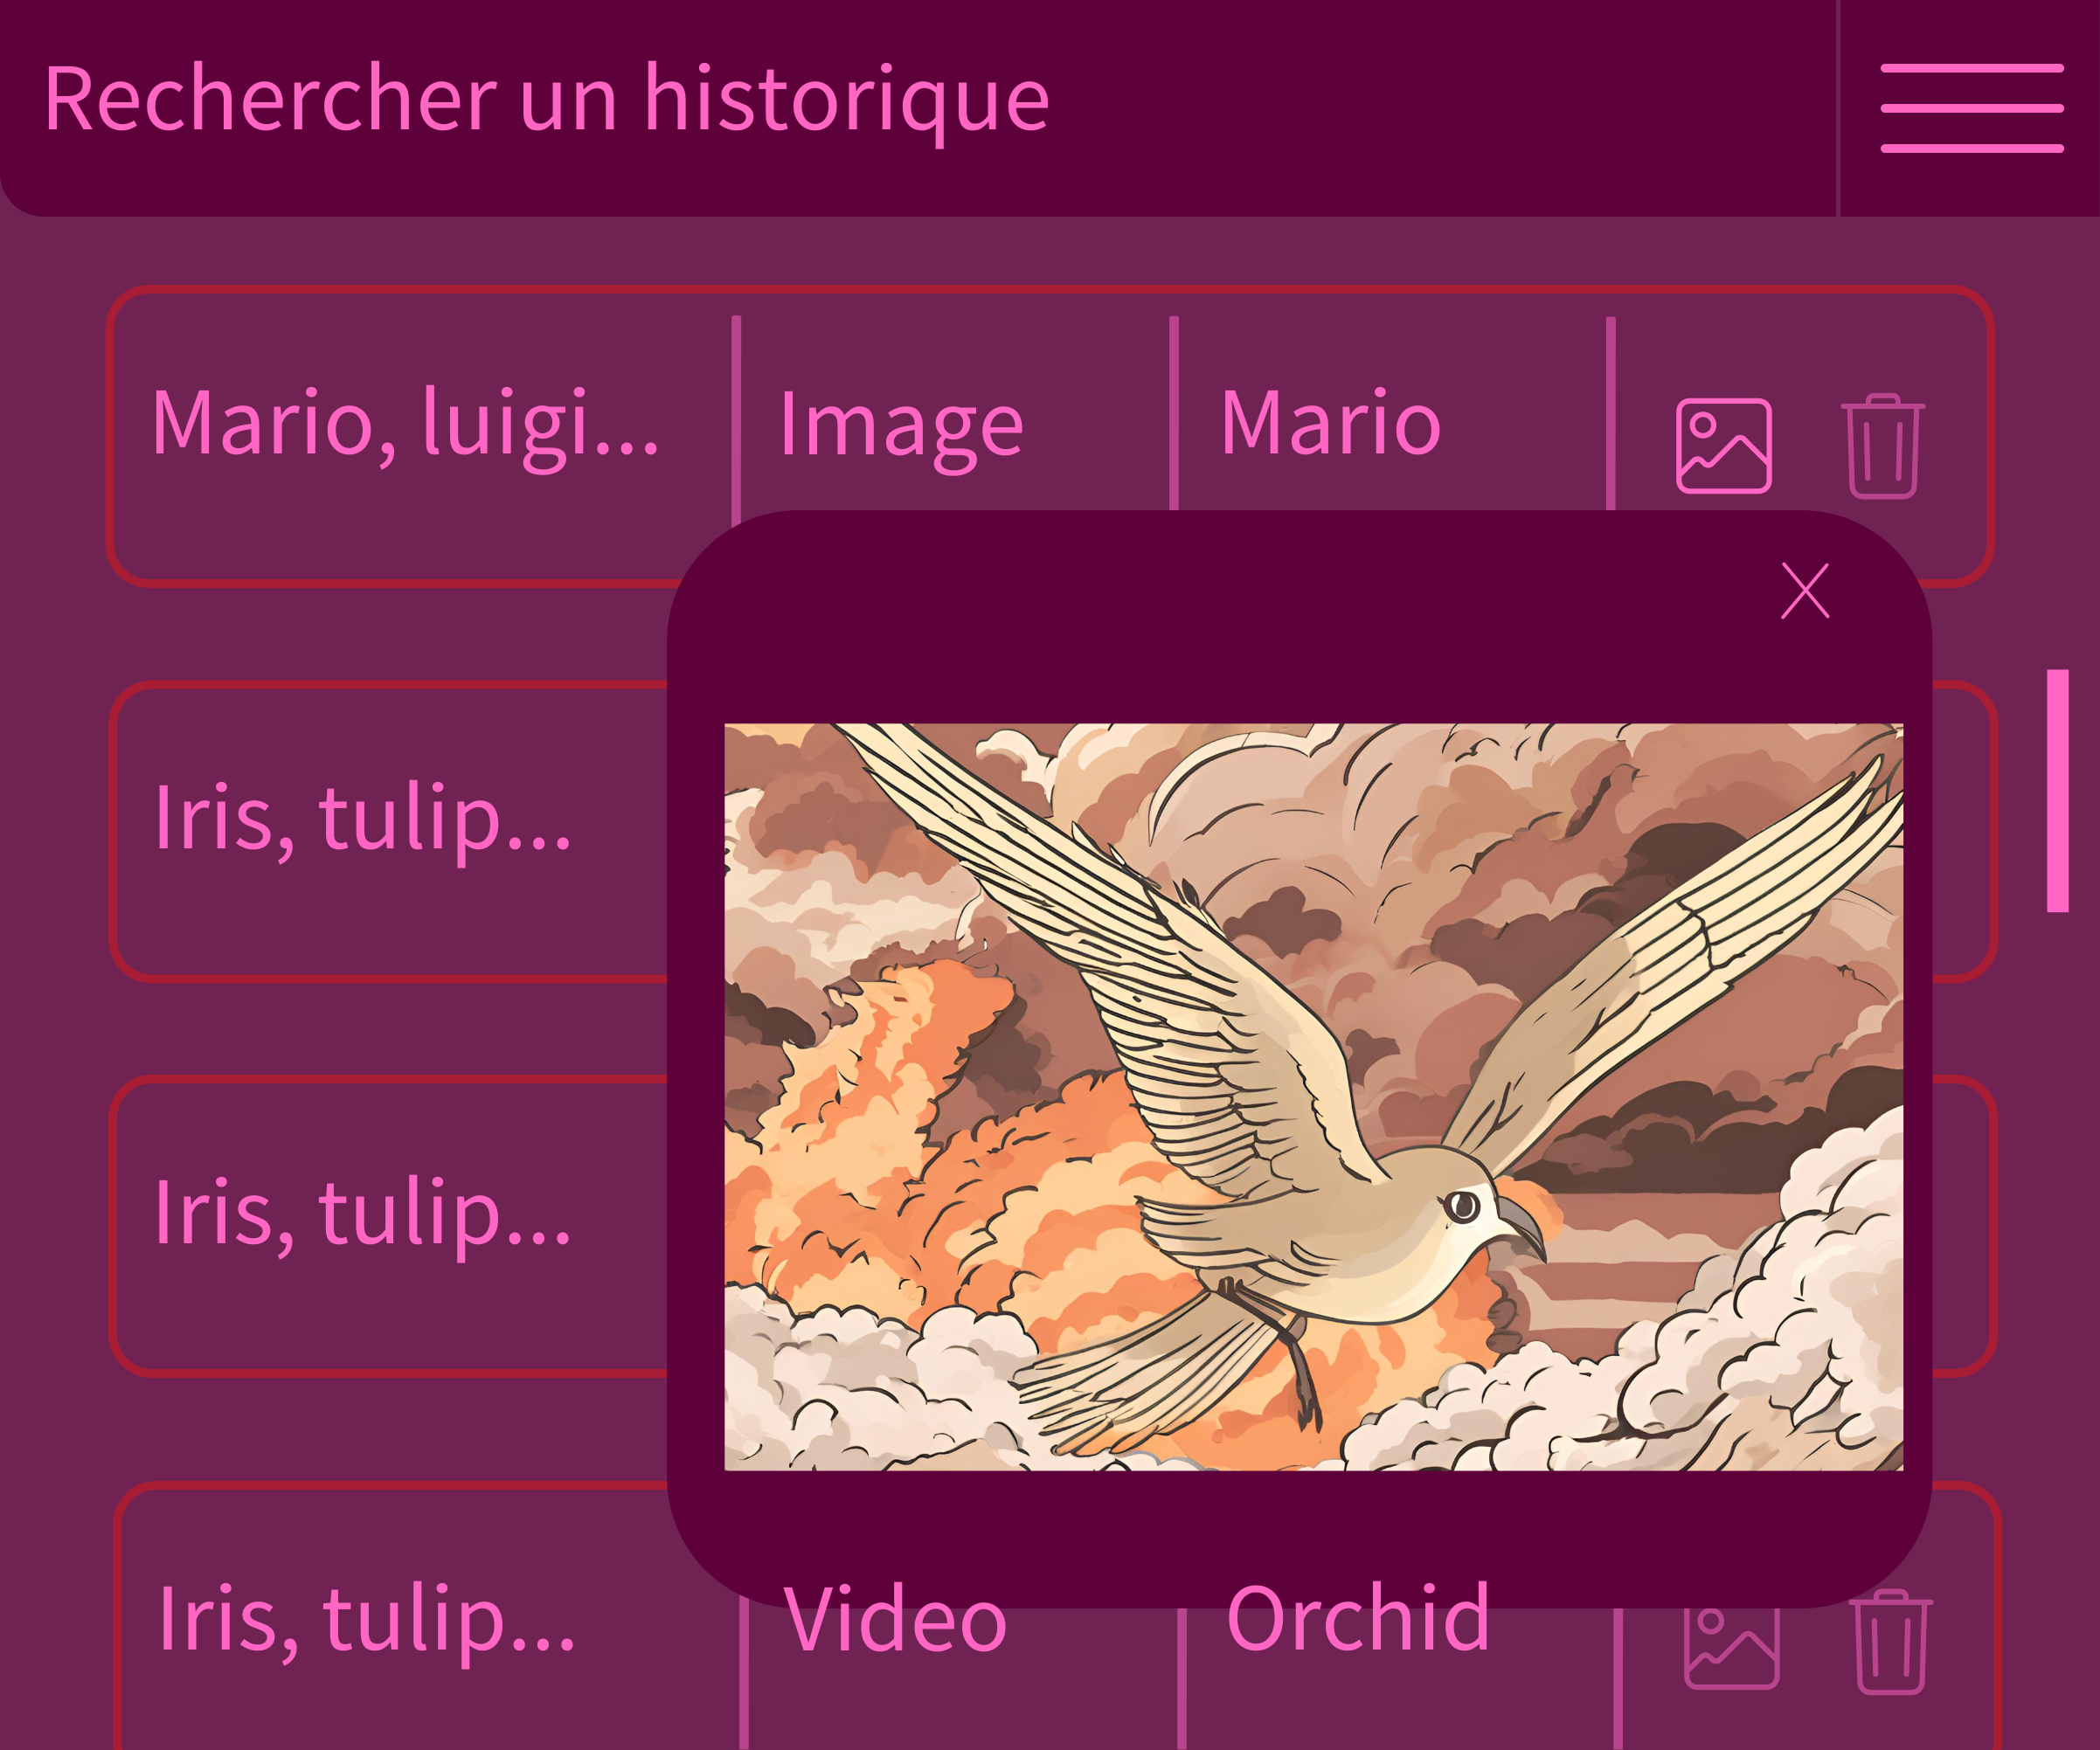 Rechercher un historique
Mario, luigi... Image Mario
Iris, tulip...
Iris, tulip...
Iris, tulip... Video Orchid